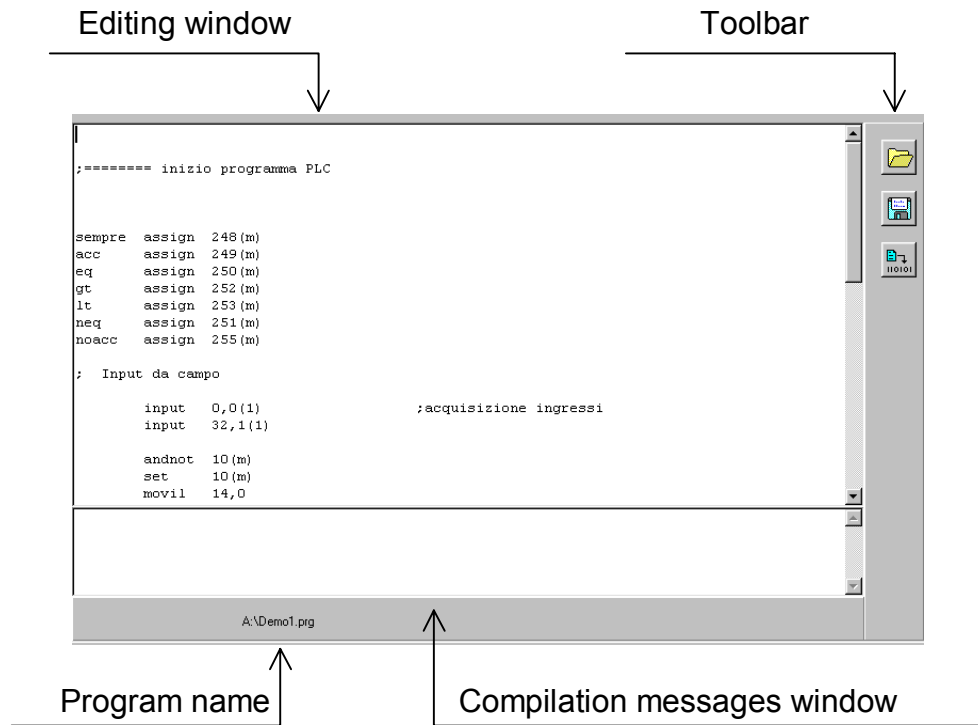 Editing window
Toolbar
;======== inizio programma PLC
sempre assign 248(m)
acc assign 249(m)
eq assign 250(m)
gt assign 252(m)
lt assign 253(m)
neq assign 251(m)
noacc assign 255(m)
; Input da campo
input 0,0(1) ;acquisizione ingressi
input 32,1(1)
andnot 10(m)
set 10(m)
movil 14,0
110101
A:\Demo1.prg
Program name
Compilation messages window